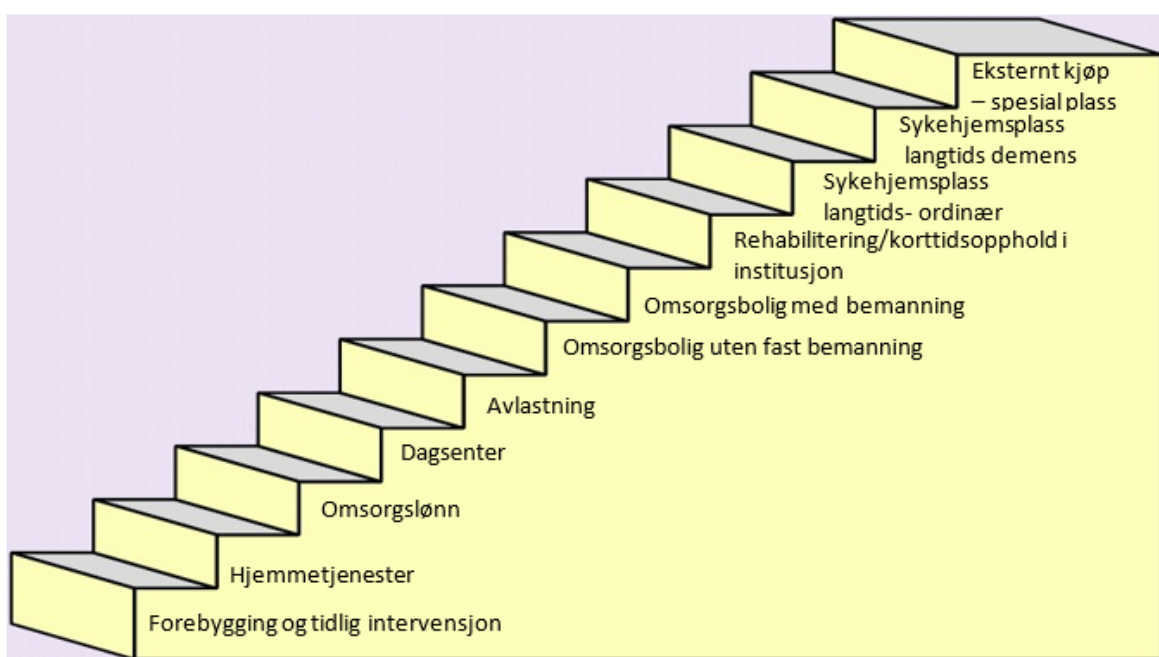 Eksternt kjøp
– spesial plass
Sykehjemsplass
langtids demens
Sykehjemsplass
langtids- ordinær
Rehabilitering/korttidsopphold i
institusjon
Omsorgsbolig med bemanning
Omsorgsbolig uten fast bemanning
Avlastning
Dagsenter
Omsorgslønn
Hjemmetjenester
Forebygging og tidlig intervensjon